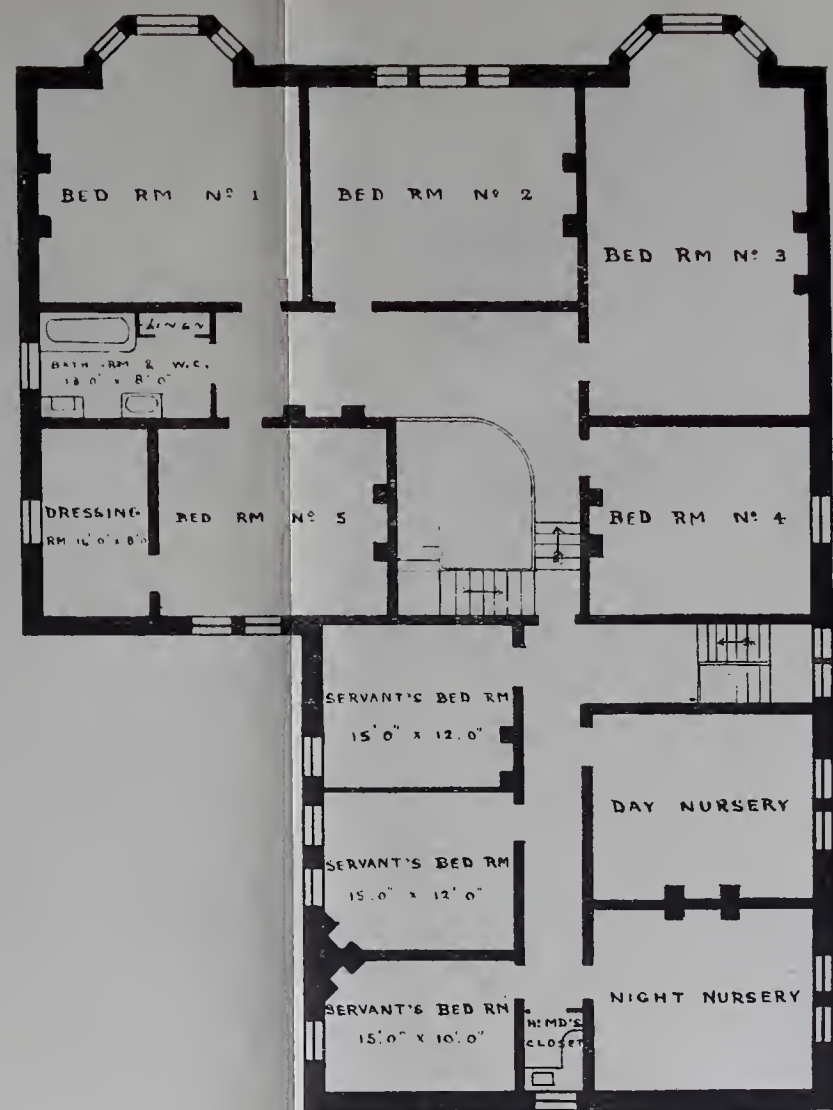 BED RM No 1
BED RM No 2
BED RM No 3
LINEN
BATH RM & W.C.
13'0" x 8'0"
DRESSING
RM 14'0" x 8'0"
BED RM No 5
BED RM No 4
SERVANT'S BED RM
15'0" x 12.0"
DAY NURSERY
SERVANT'S BED RM
15.0" x 12'0"
NIGHT NURSERY
SERVANT'S BED RM
15'.0" x 10'.0"
H. MD'S
CLOSET